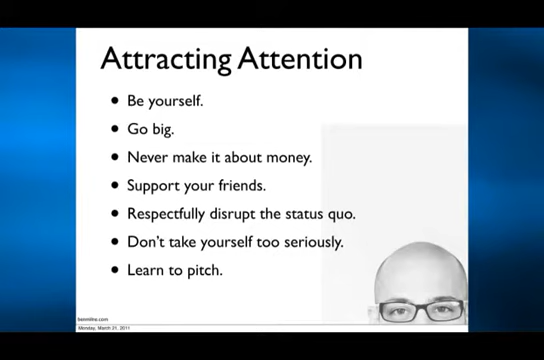 Attracting Attention
• Be yourself.
• Go big.
• Never make it about money.
• Support your friends.
• Respectfully disrupt the status quo.
• Don't take yourself too seriously.
• Learn to pitch.
benmilne.com
Monday, March 21, 2011